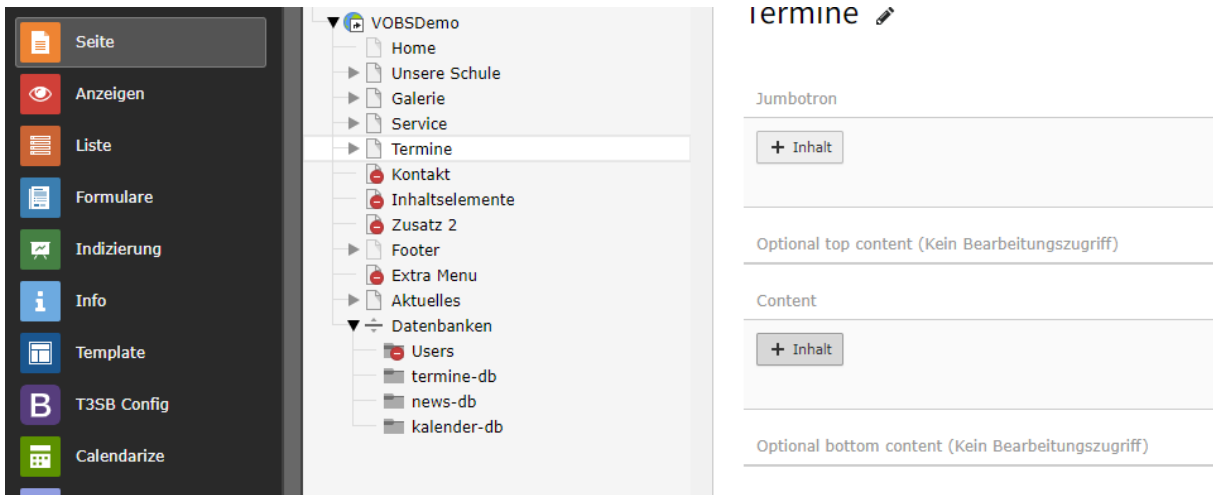 Seite
Anzeigen
Liste
Formulare
Indizierung
Info
Template
B T3SB Config
Calendarize
VOBSDemo
Home
Unsere Schule
Galerie
Service
Termine
Kontakt
Inhaltselemente
Zusatz 2
Footer
Extra Menu
Aktuelles
Datenbanken
Users
termine-db
news-db
kalender-db
Termine
Jumbotron
+ Inhalt
Optional top content (Kein Bearbeitungszugriff)
Content
+ Inhalt
Optional bottom content (Kein Bearbeitungszugriff)